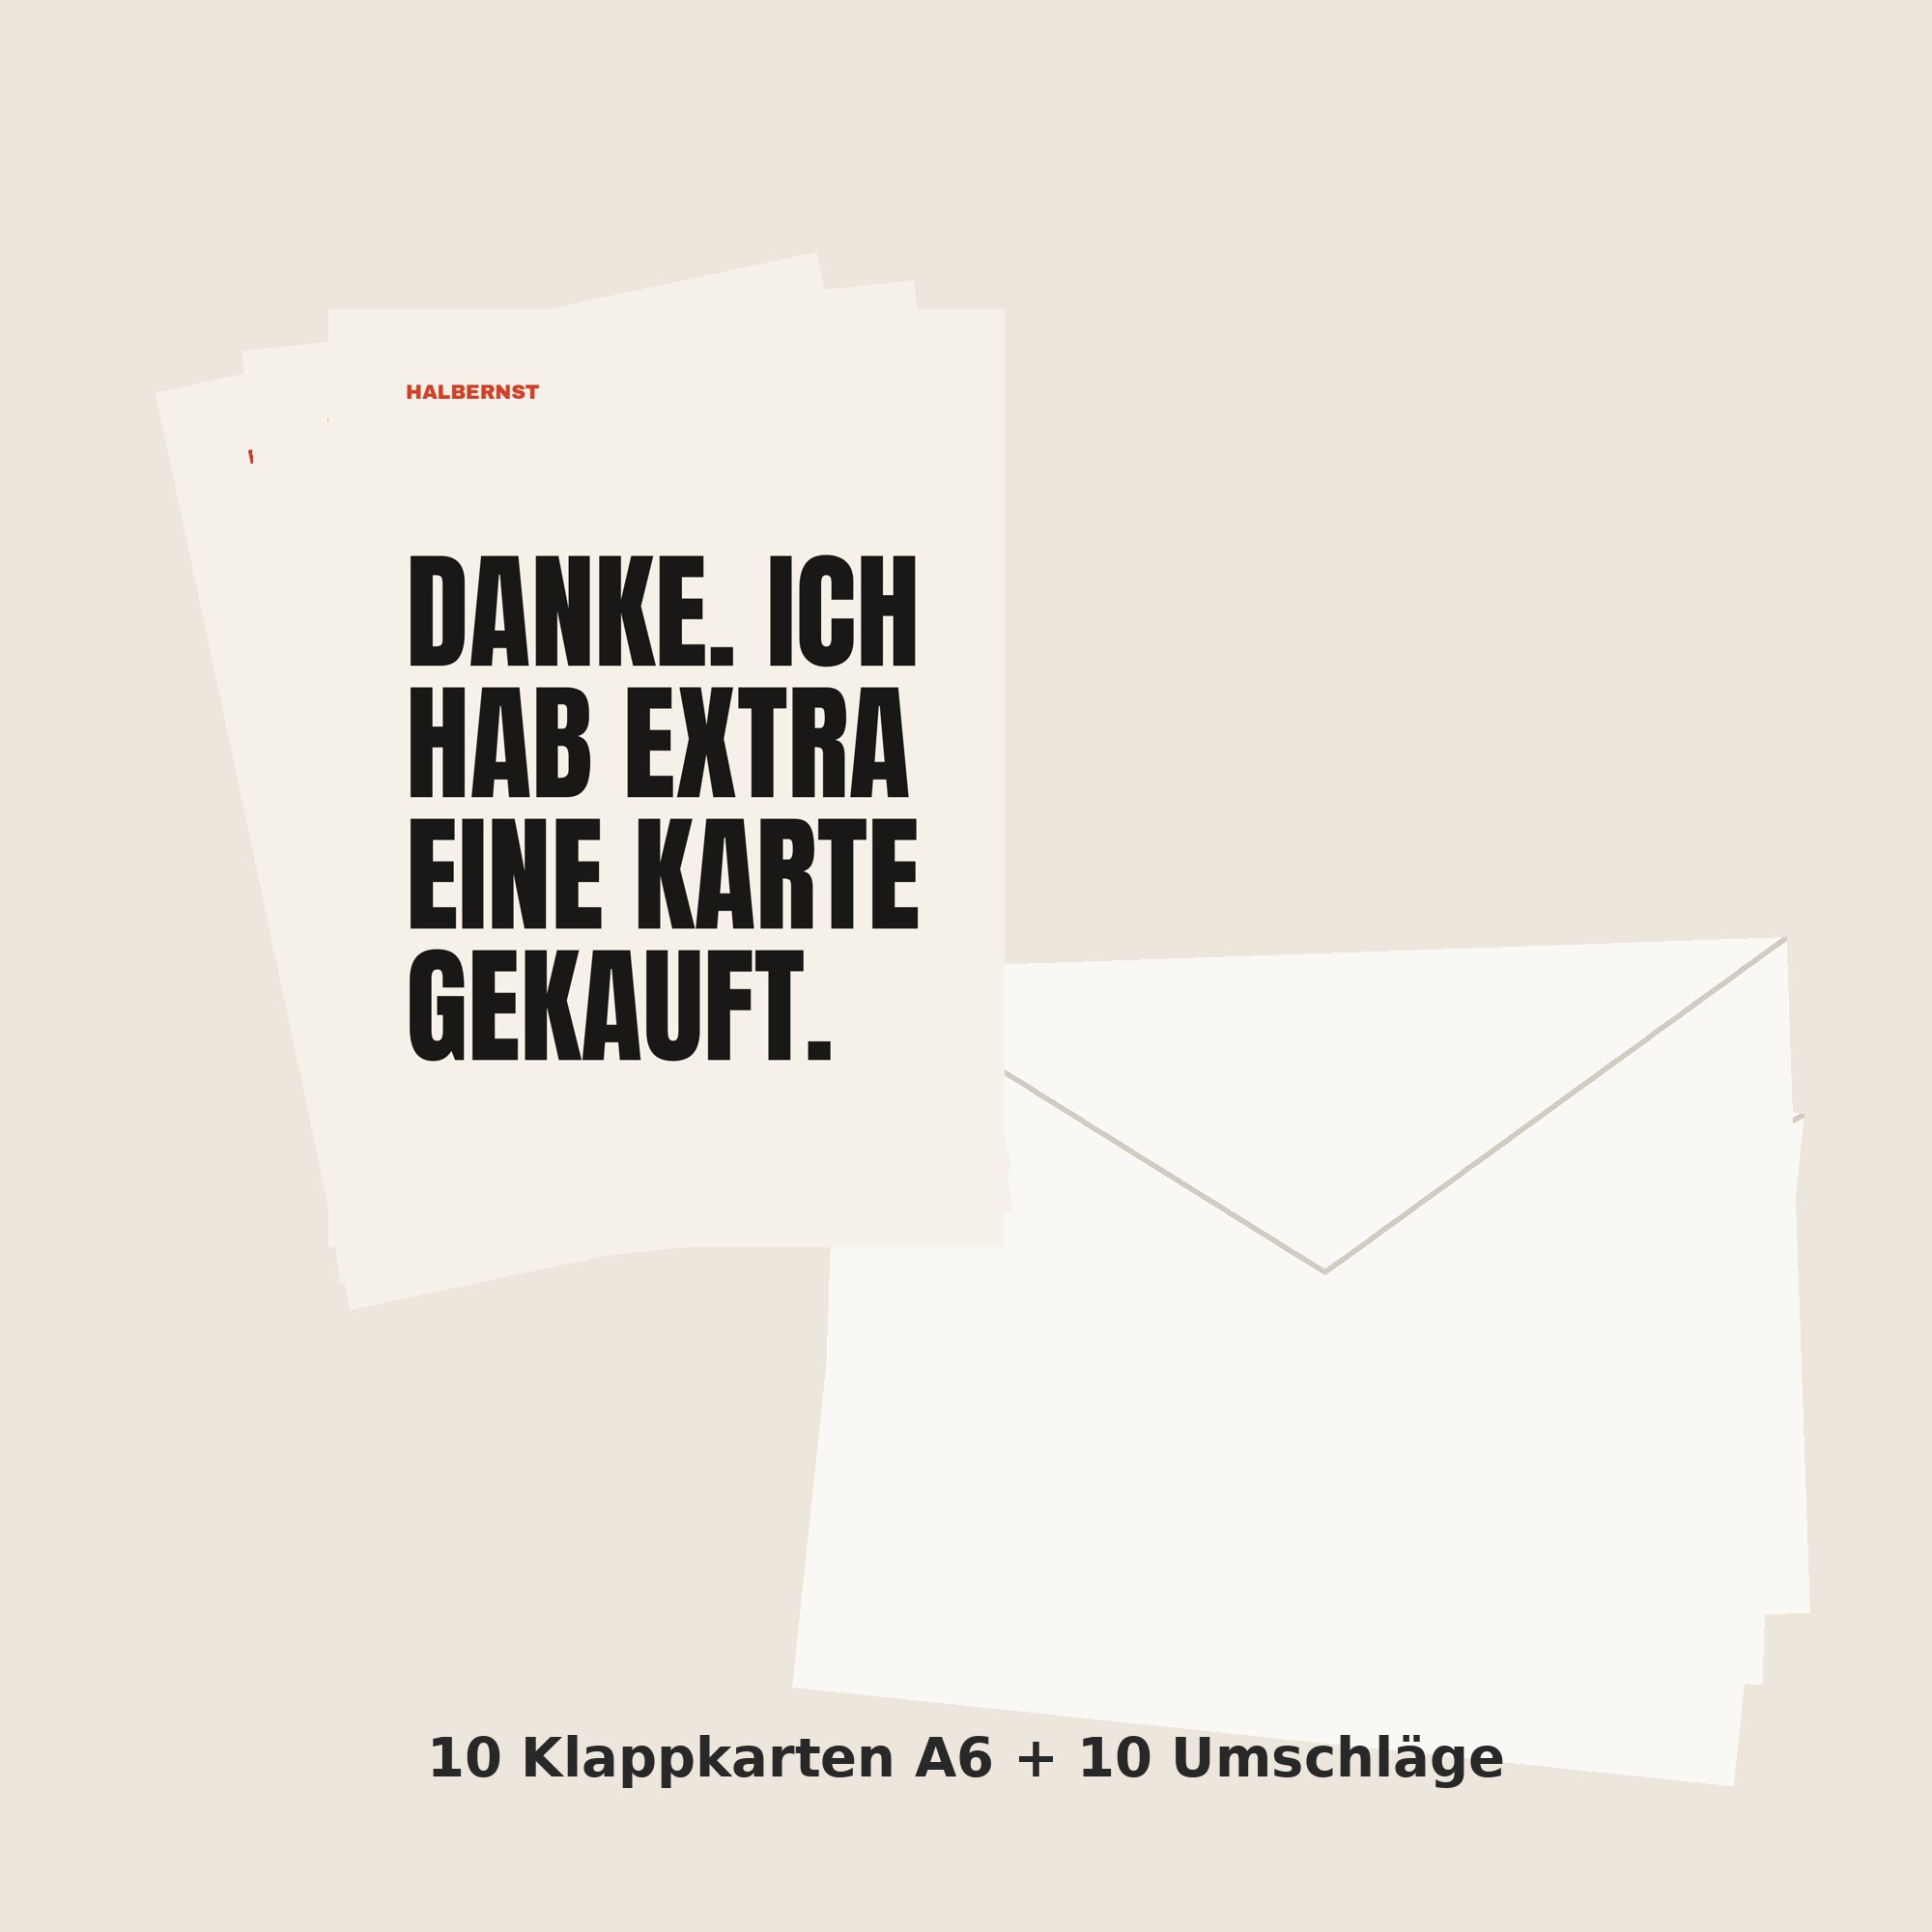 HALBERNST
DANKE. ICH
HAB EXTRA
EINE KARTE
GEKAUFT.
10 Klappkarten A6 + 10 Umschläge